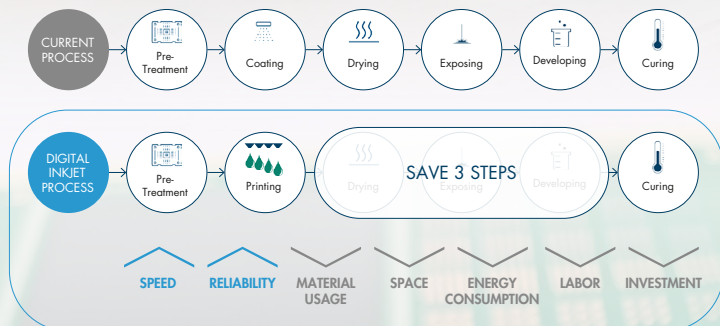 CURRENT
PROCESS
Pre-
Treatment
Coating
Drying
Exposing
Developing
Curing
DIGITAL
INKJET
PROCESS
Pre-
Treatment
Printing
Drying
Exposing
Developing
SAVE 3 STEPS
Curing
SPEED
RELIABILITY
MATERIAL
USAGE
SPACE
ENERGY
CONSUMPTION
LABOR
INVESTMENT